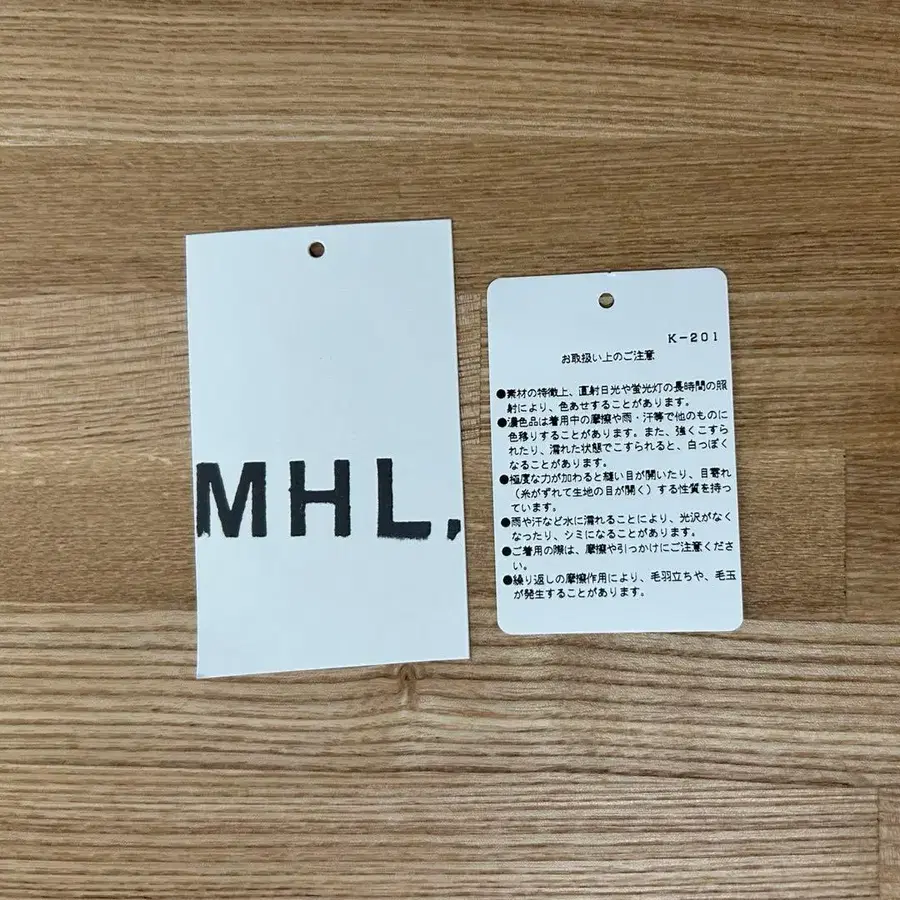 MHL.
K-201
お取扱い上のご注意
●素材の特徴上、直射日光や蛍光灯の長時間の照
射により、色あせすることがあります。
●濃色品は着用中の摩擦や雨・汗等で他のものに
色移りすることがあります。また、強くこすら
れたり、濡れた状態でこすられると、白っぽく
なることがあります。
●極度な力が加わると縫い目が開いたり、目寄れ
（糸がずれて生地の目が開く）する性質を持っ
ています。
●雨や汗など水に濡れることにより、光沢がなく
なったり、シミになることがあります。
●ご着用の際は、摩擦や引っかけにご注意くださ
い。
●繰り返しの摩擦作用により、毛羽立ちや、毛玉
が発生することがあります。